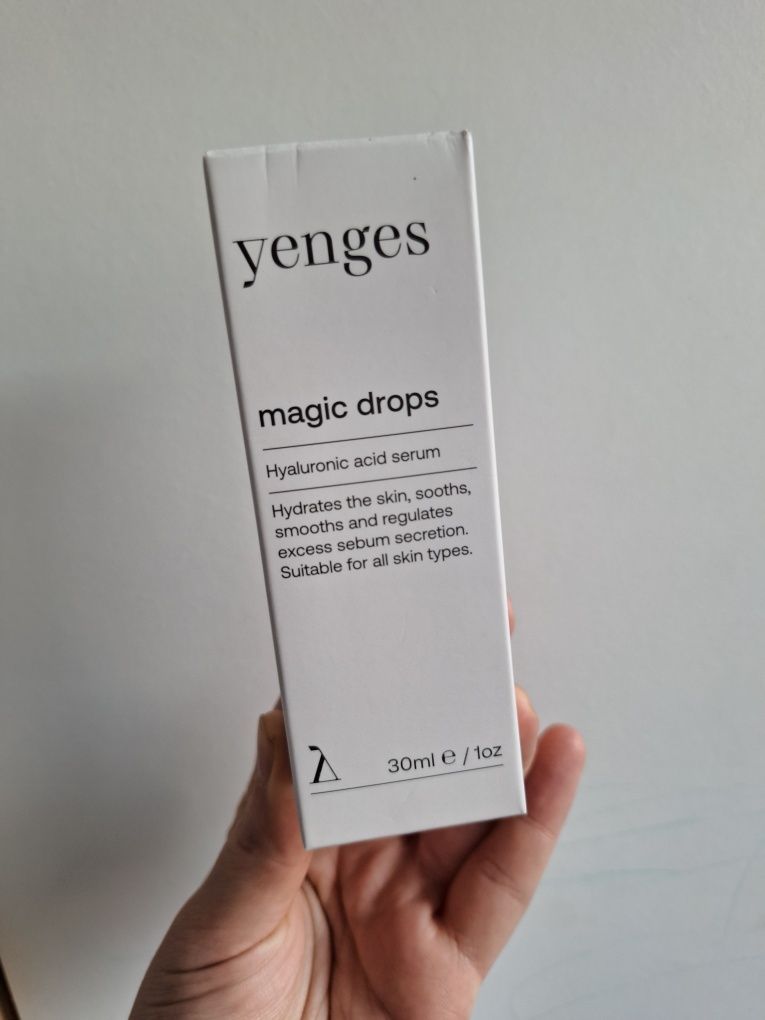 yenges
magic drops
Hyaluronic acid serum
Hydrates the skin, sooths,
smooths and regulates
excess sebum secretion.
Suitable for all skin types.
30ml ℮ / 1oz